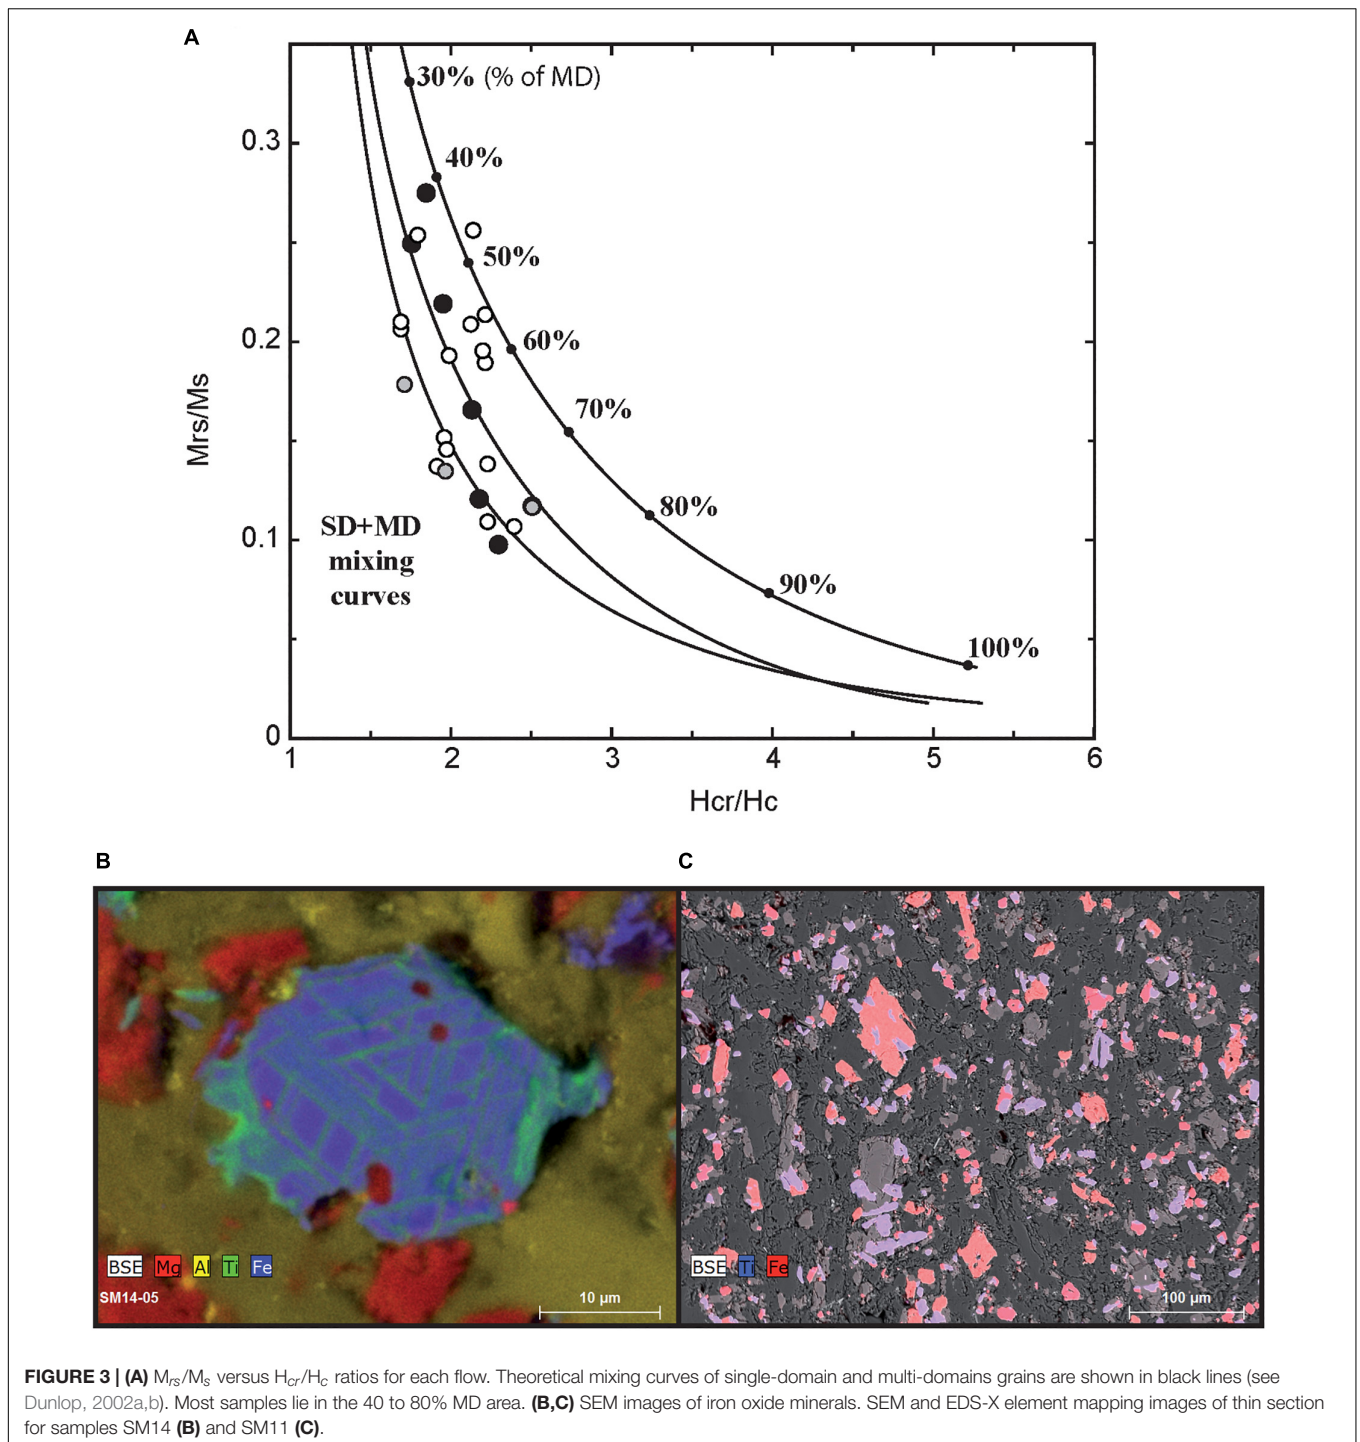 A
30% (% of MD)
0.3
40%
50%
0.2
60%
Mrs/Ms
70%
80%
SD+MD
mixing
curves
0.1
90%
100%
0
1 2 3 4 5 6
Hcr/Hc
B C
BSE Mg Al Ti Fe
SM14-05
10 µm
BSE Ti Fe
100 µm
FIGURE 3 | (A) Mrs/Ms versus Hcr/Hc ratios for each flow. Theoretical mixing curves of single-domain and multi-domains grains are shown in black lines (see
Dunlop, 2002a,b). Most samples lie in the 40 to 80% MD area. (B,C) SEM images of iron oxide minerals. SEM and EDS-X element mapping images of thin section
for samples SM14 (B) and SM11 (C).